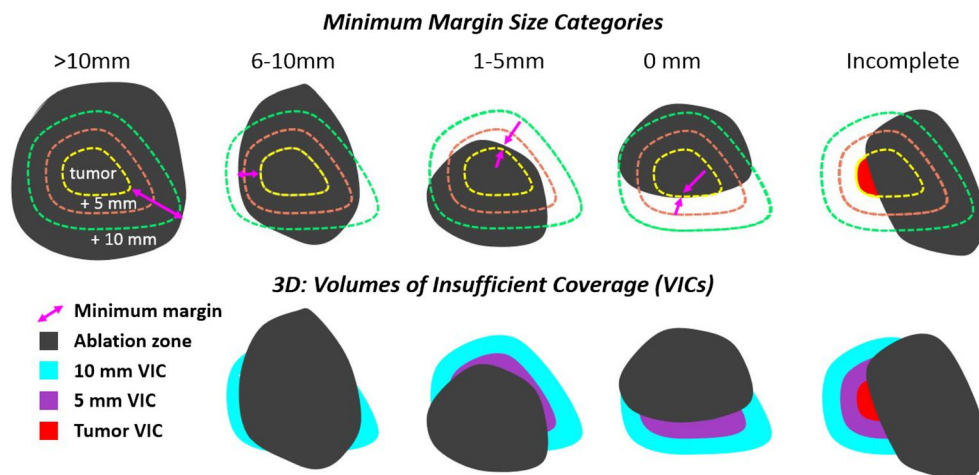 Minimum Margin Size Categories
>10mm
6-10mm
1-5mm
0 mm
Incomplete
tumor
+ 5 mm
+ 10 mm
3D: Volumes of Insufficient Coverage (VICs)
Minimum margin
Ablation zone
10 mm VIC
5 mm VIC
Tumor VIC